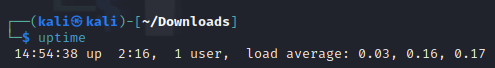 ┌──(kali㉿kali)-[~/Downloads]
└─$ uptime
 14:54:38 up  2:16,  1 user,  load average: 0.03, 0.16, 0.17